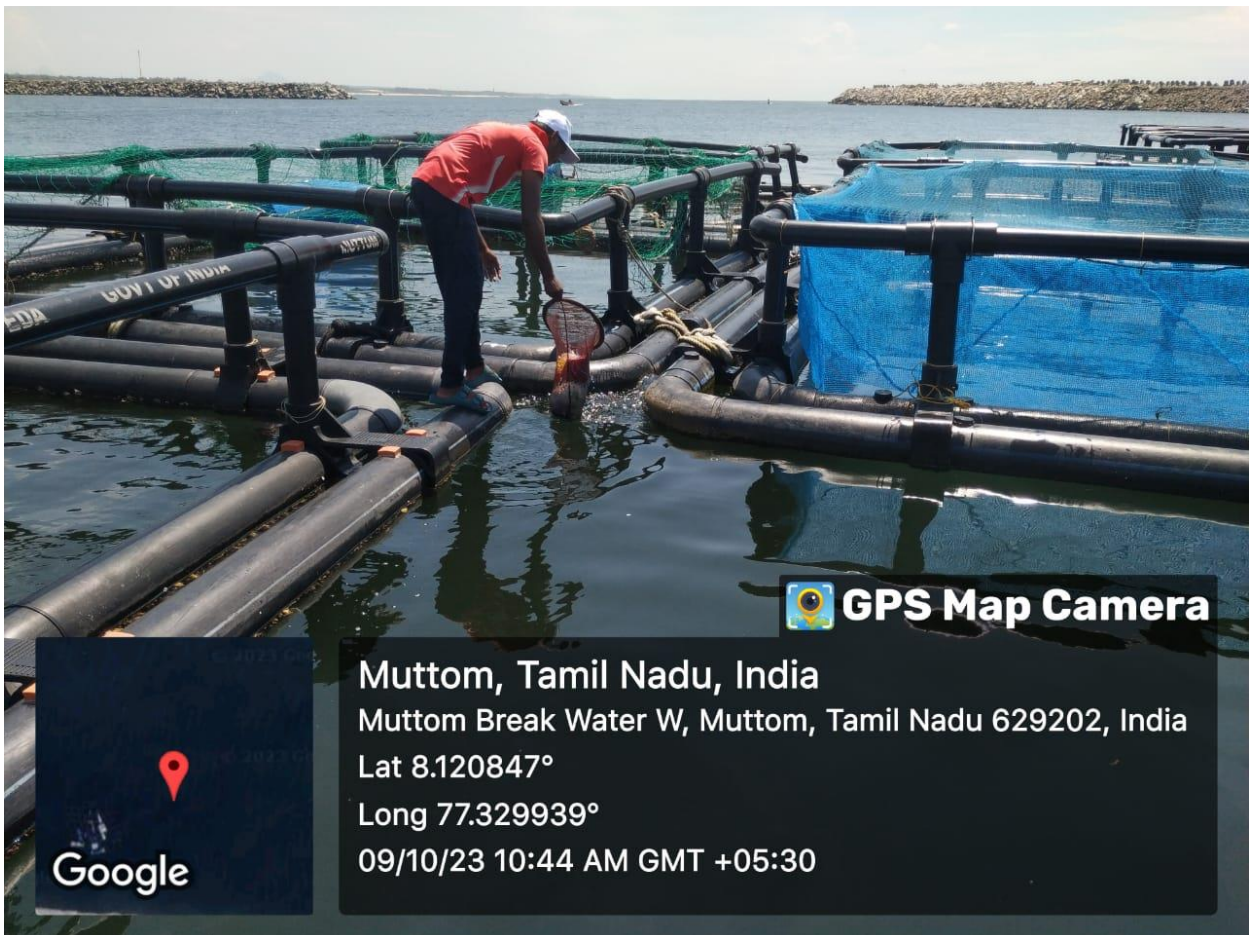 GOVT OF INDIA
EDA
GPS Map Camera
Muttom, Tamil Nadu, India
Muttom Break Water W, Muttom, Tamil Nadu 629202, India
Lat 8.120847°
Long 77.329939°
09/10/23 10:44 AM GMT +05:30
Google